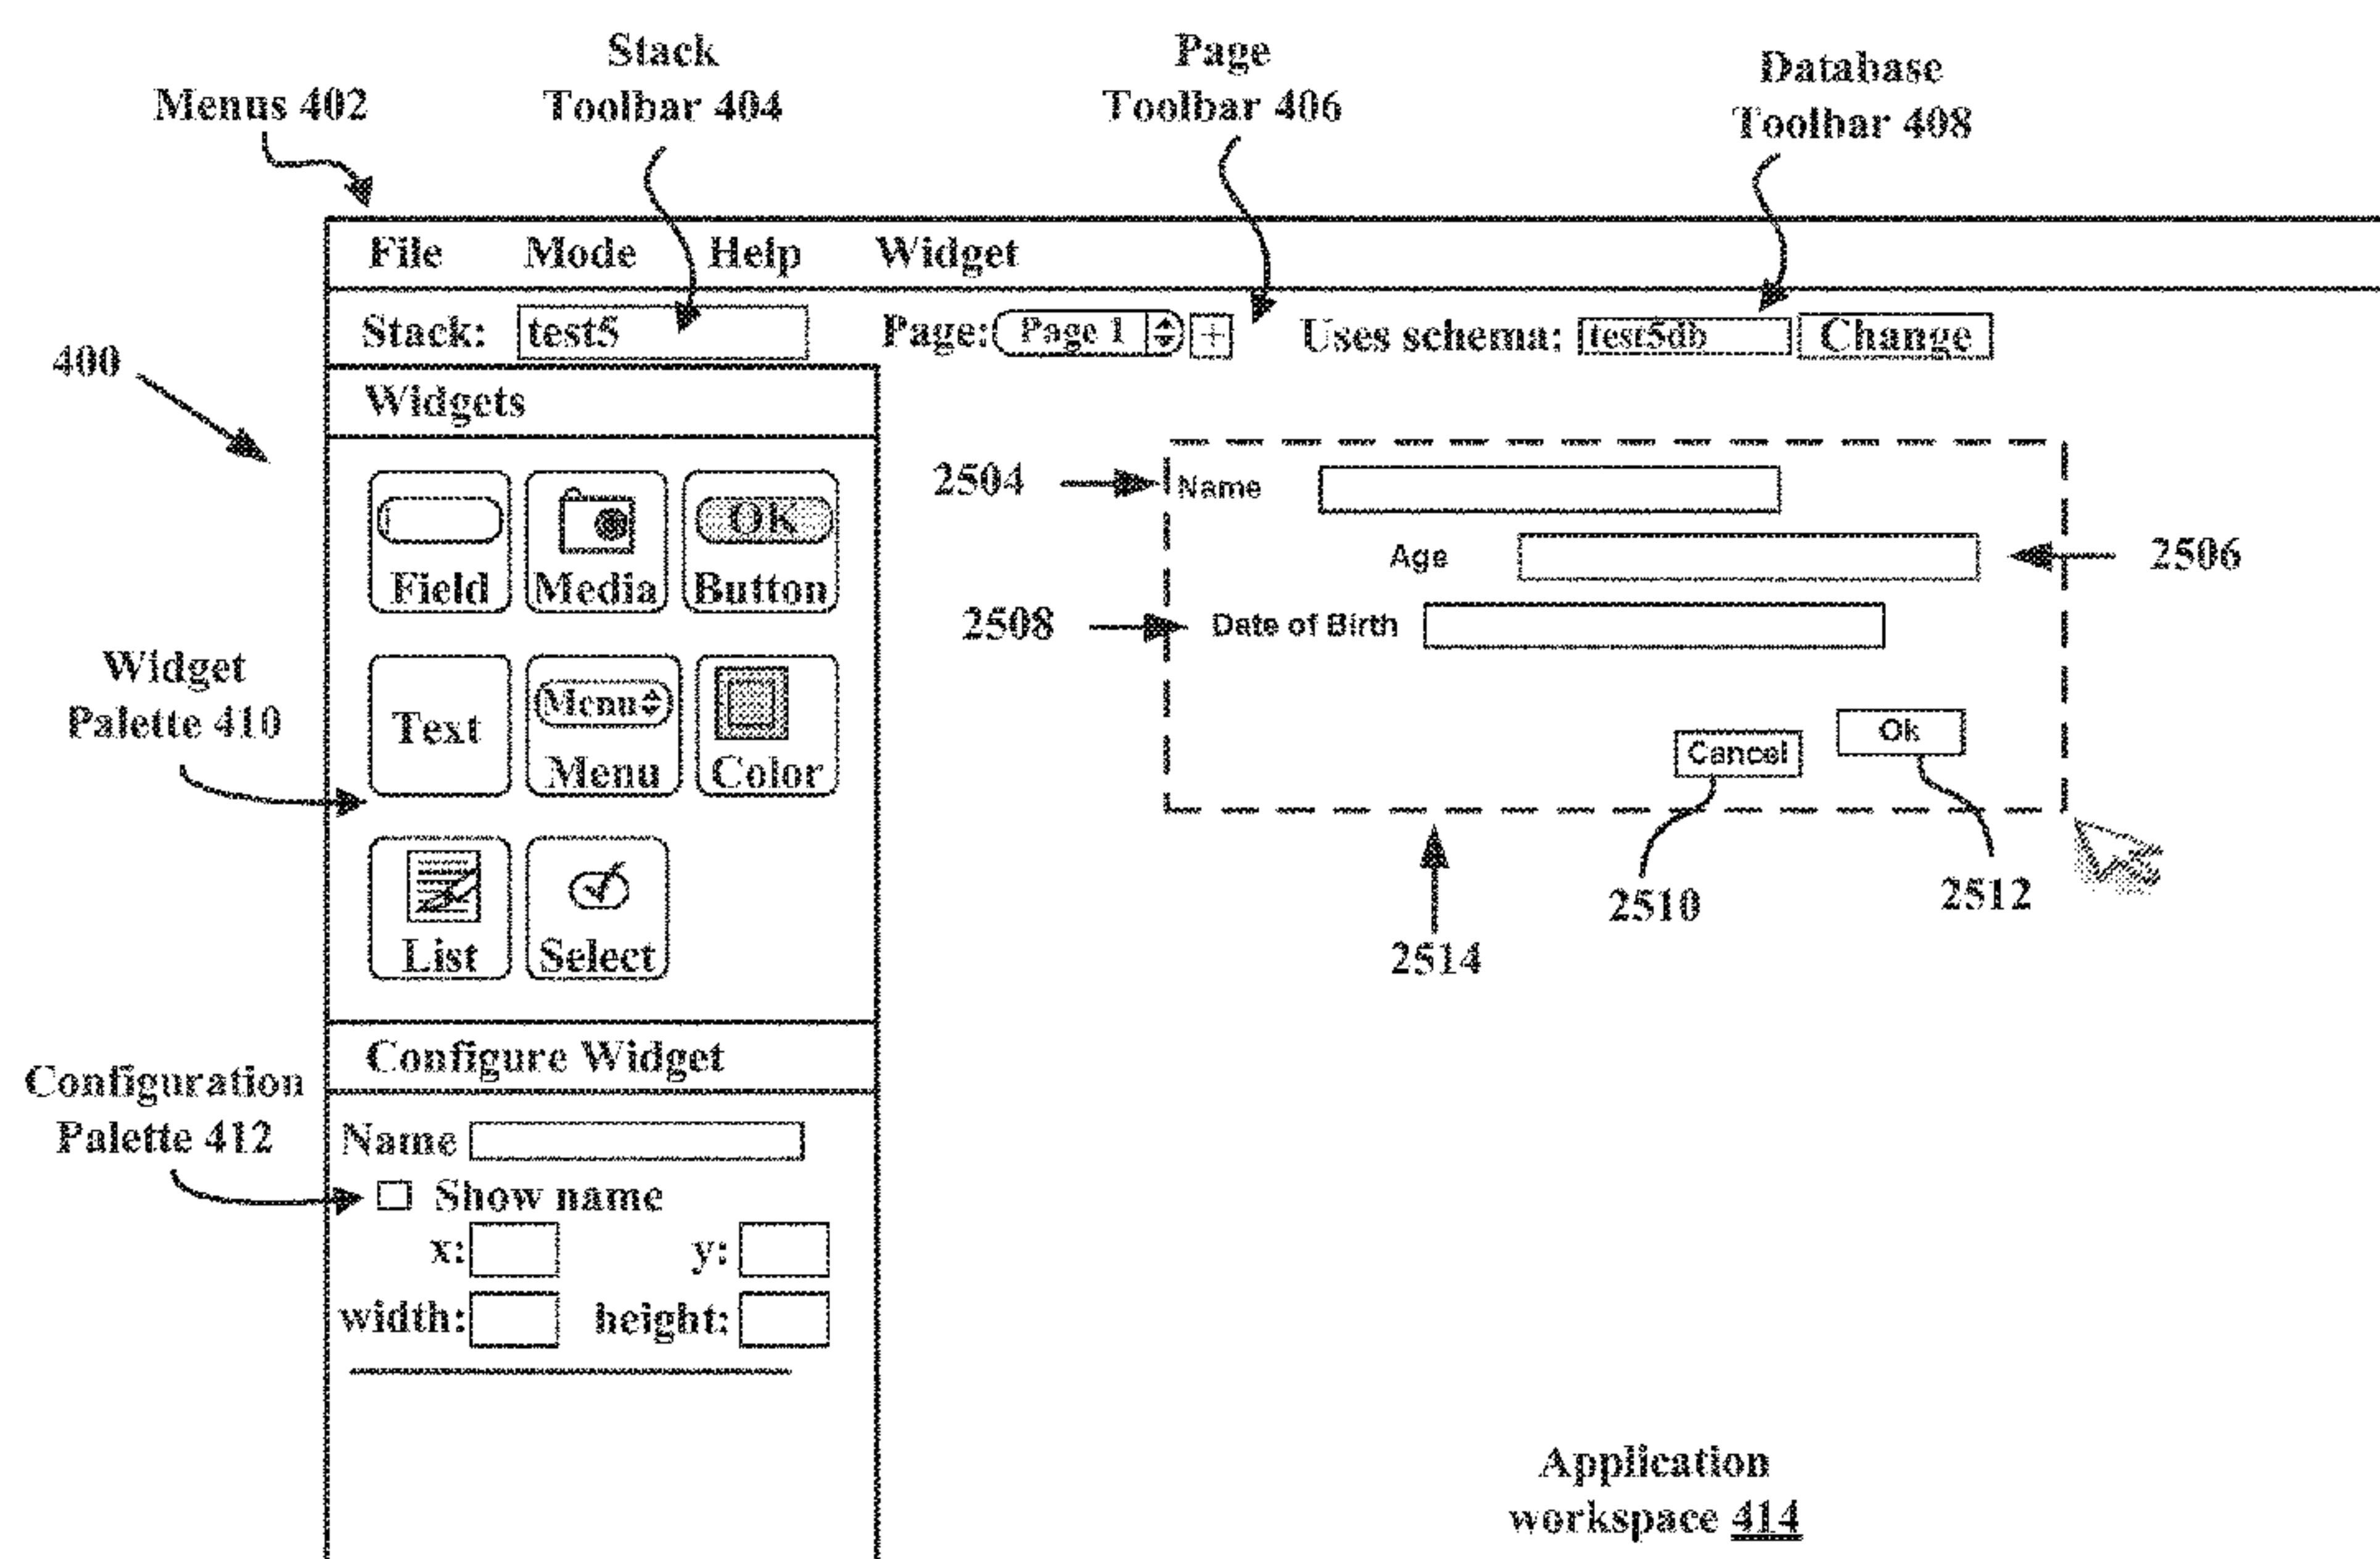 Menus 402
Stack
Toolbar 404
Page
Toolbar 406
Database
Toolbar 408
File Mode Help Widget
Stack: test5 Page: Page 1 + Uses schema: test5db Change
400
Widgets
Field Media OK Button
Text Menu Menu Color
List Select
Widget
Palette 410
2504 Name
Age 2506
2508 Date of Birth
Cancel Ok
2510 2512
2514
Configure Widget
Configuration
Palette 412
Name
Show name
x: y:
width: height:
Application
workspace 414